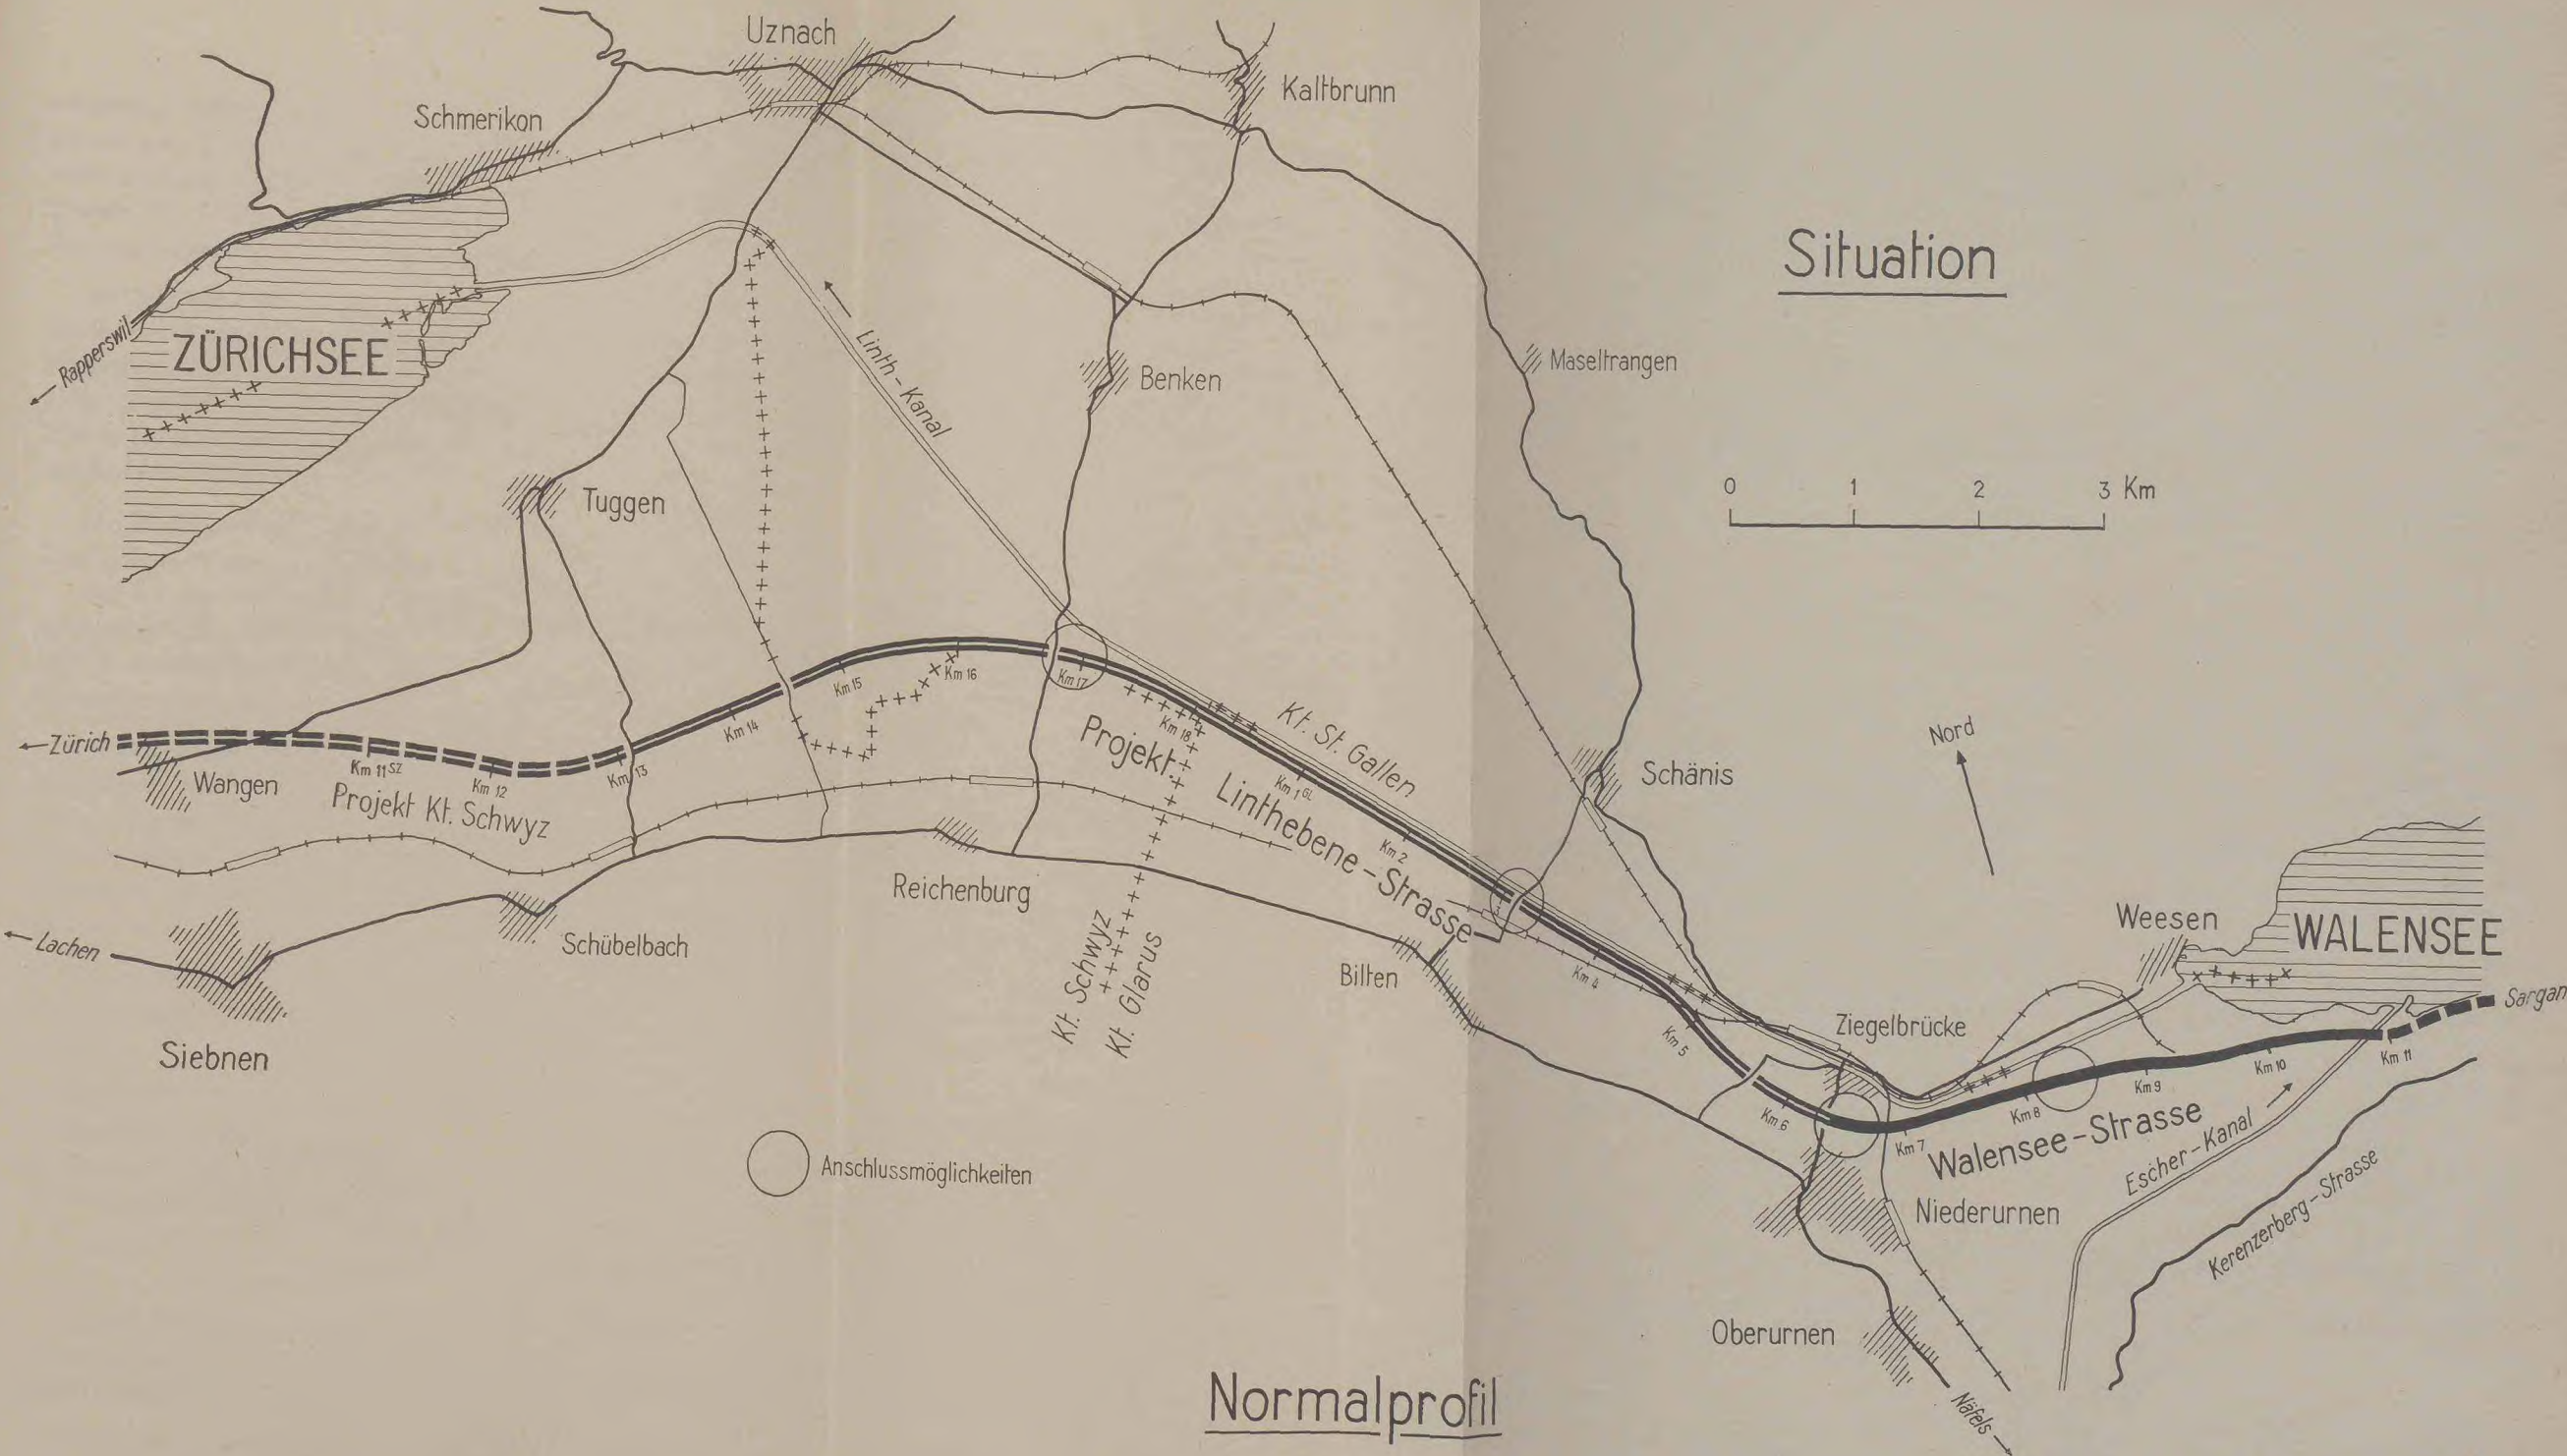 Uznach
Kaltbrunn
Schmerikon
Situation
Rapperswil
ZÜRICHSEE
Linth-Kanal
Benken
Maseltrangen
Tuggen
0 1 2 3 Km
Km 17
Km 16
Km 15
Km 14
Km 18
Kt. St. Gallen
Nord
Zürich
Wangen
Km 11 SZ
Km 12
Km 13
Projekt Kt. Schwyz
Projekt
Linthebene-Strasse
Km 1 GL
Km 2
Schänis
Reichenburg
Lachen
Schübelbach
Siebnen
Kt. Schwyz
Kt. Glarus
Bilten
Km 4
Km 5
Km 6
Weesen
WALENSEE
Sargan
Ziegelbrücke
Km 7
Km 8
Km 9
Km 10
Km 11
Walensee-Strasse
Escher-Kanal
Kerenzerberg-Strasse
Anschlussmöglichkeiten
Niederurnen
Oberurnen
Näfels
Normalprofil